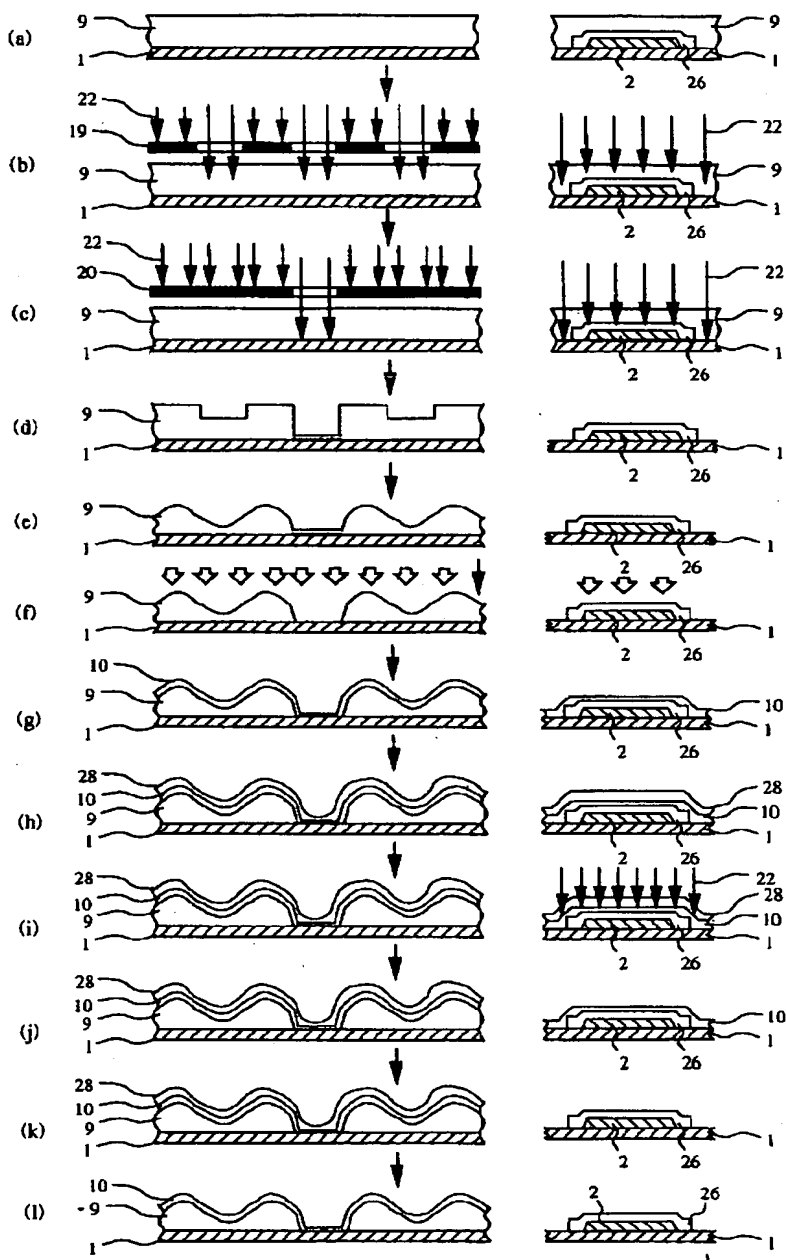 (a) 9 1 9 1 2 26
22 19 (b) 9 1 22 9 1 2 26
22 20 (c) 9 1 22 9 1 2 26
(d) 9 1 1 2 26
(e) 9 1 1 2 26
(f) 9 1 1 2 26
(g) 10 9 1 10 1 2 26
(h) 28 10 9 1 28 10 1 2 26
(i) 28 10 9 1 22 28 10 1 2 26
(j) 28 10 9 1 10 1 2 26
(k) 28 10 9 1 1 2 26
(l) 10 9 1 2 26 1